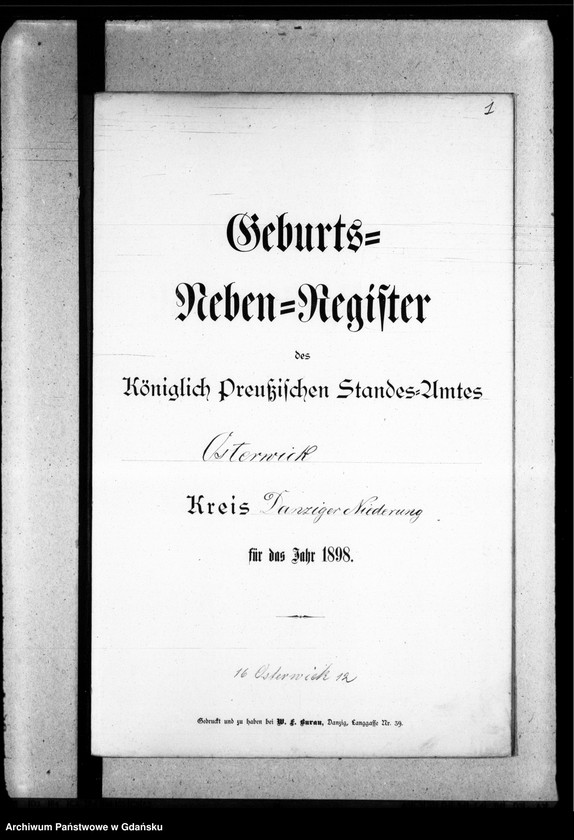 1
Geburts=
Neben=Register
des
Königlich Preußischen Standes=Amtes
Osterwick
Kreis Danziger Niederung
für das Jahr 1898.
16 Osterwick 12
Gedruckt und zu haben bei W. F. Burau, Danzig, Langgasse Nr. 39.
Archiwum Państwowe w Gdańsku